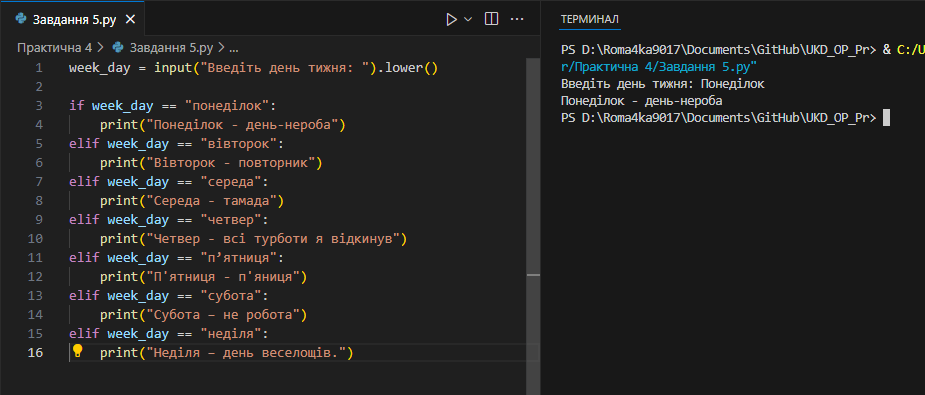 Завдання 5.py
Практична 4 > Завдання 5.py > ...
1 week_day = input("Введіть день тижня: ").lower()
2
3 if week_day == "понеділок":
4 print("Понеділок - день-нероба")
5 elif week_day == "вівторок":
6 print("Вівторок - повторник")
7 elif week_day == "середа":
8 print("Середа - тамада")
9 elif week_day == "четвер":
10 print("Четвер - всі турботи я відкинув")
11 elif week_day == "п’ятниця":
12 print("П'ятниця - п'яниця")
13 elif week_day == "субота":
14 print("Субота – не робота")
15 elif week_day == "неділя":
16 print("Неділя – день веселощів.")
ТЕРМИНАЛ
PS D:\Roma4ka9017\Documents\GitHub\UKD_OP_Pr> & C:/U
r/Практична 4/Завдання 5.py"
Введіть день тижня: Понеділок
Понеділок - день-нероба
PS D:\Roma4ka9017\Documents\GitHub\UKD_OP_Pr>